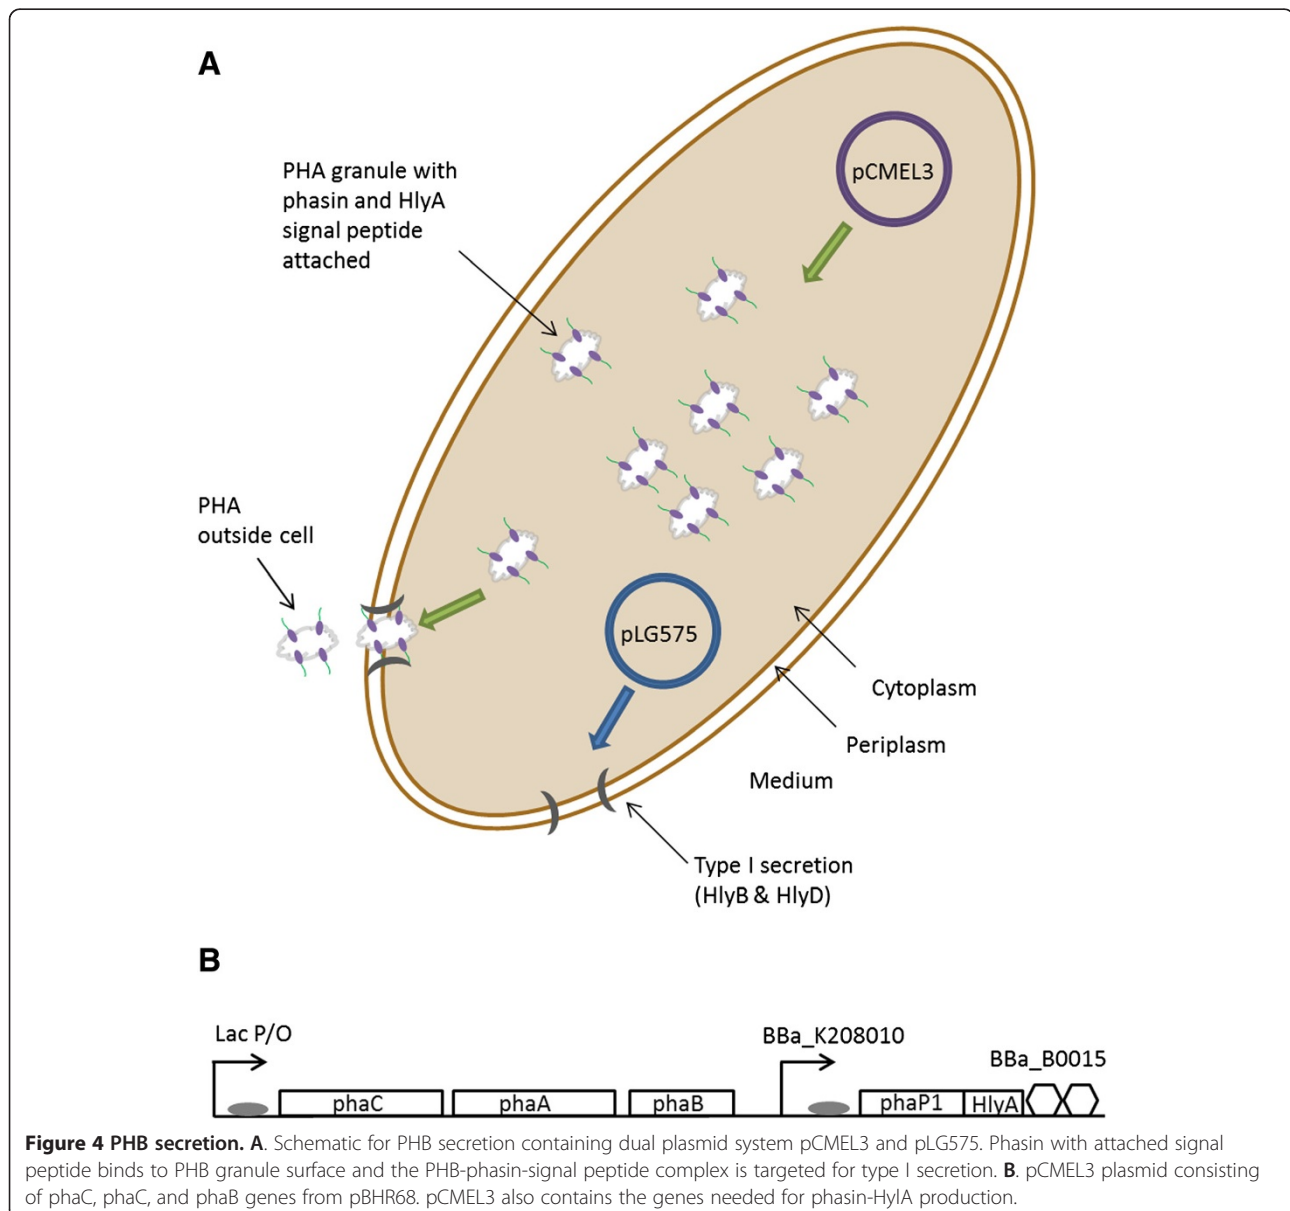 A
pCMEL3
PHA granule with
phasin and HlyA
signal peptide
attached
PHA
outside cell
pLG575
Cytoplasm
Periplasm
Medium
Type I secretion
(HlyB & HlyD)
B
Lac P/O
BBa_K208010
BBa_B0015
phaC
phaA
phaB
phaP1
HlyA
Figure 4 PHB secretion. A. Schematic for PHB secretion containing dual plasmid system pCMEL3 and pLG575. Phasin with attached signal
peptide binds to PHB granule surface and the PHB-phasin-signal peptide complex is targeted for type I secretion. B. pCMEL3 plasmid consisting
of phaC, phaC, and phaB genes from pBHR68. pCMEL3 also contains the genes needed for phasin-HylA production.